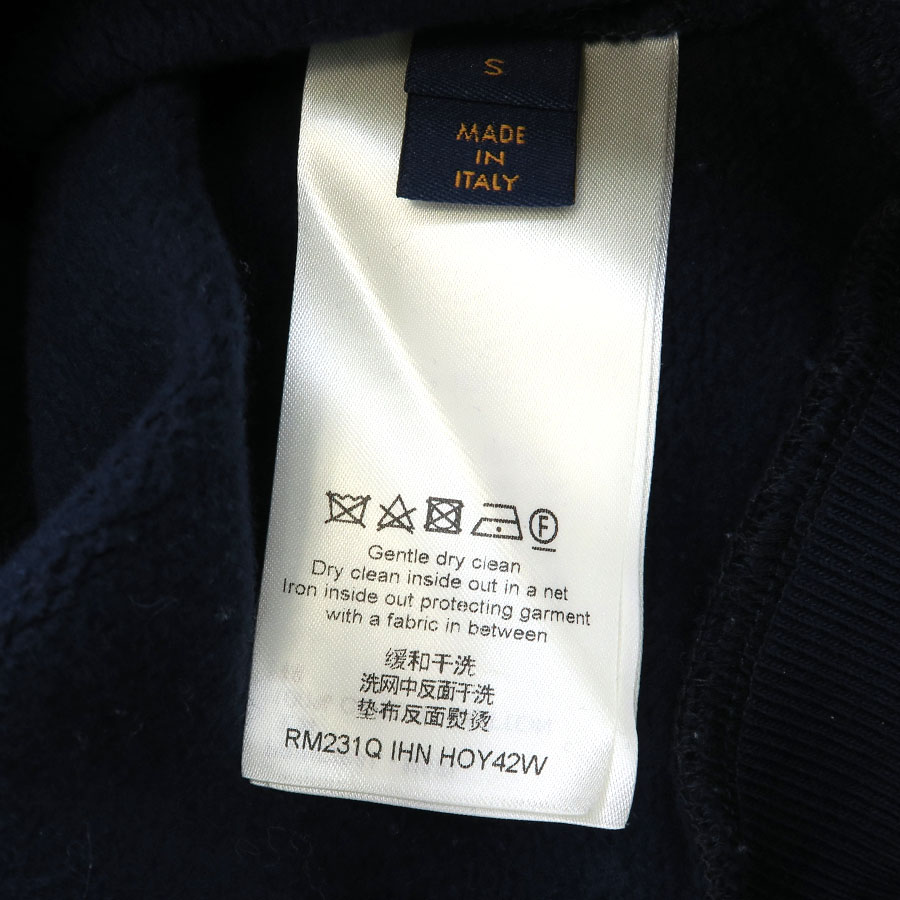 S
MADE
IN
ITALY
F
Gentle dry clean
Dry clean inside out in a net
Iron inside out protecting garment
with a fabric in between
缓和干洗
洗网中反面干洗
垫布反面熨烫
RM231Q IHN HOY42W